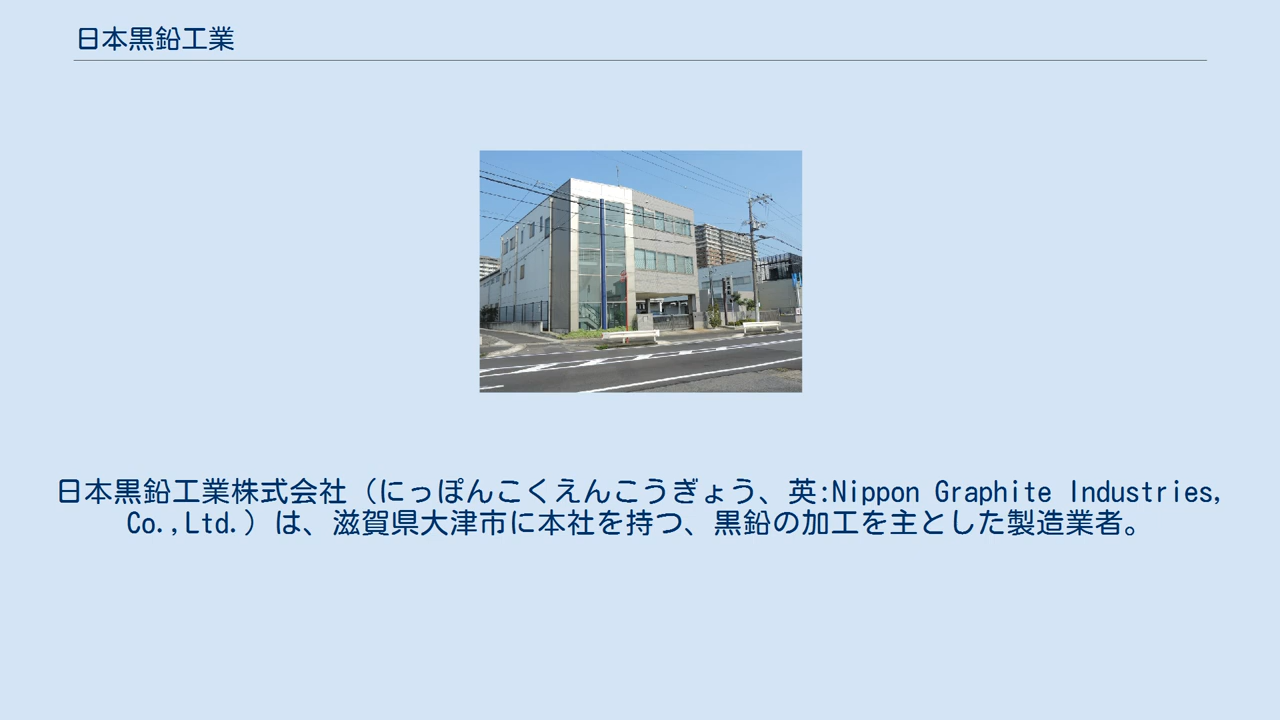 日本黒鉛工業
日本黒鉛工業株式会社（にっぽんこくえんこうぎょう、英:Nippon Graphite Industries,
Co.,Ltd.）は、滋賀県大津市に本社を持つ、黒鉛の加工を主とした製造業者。